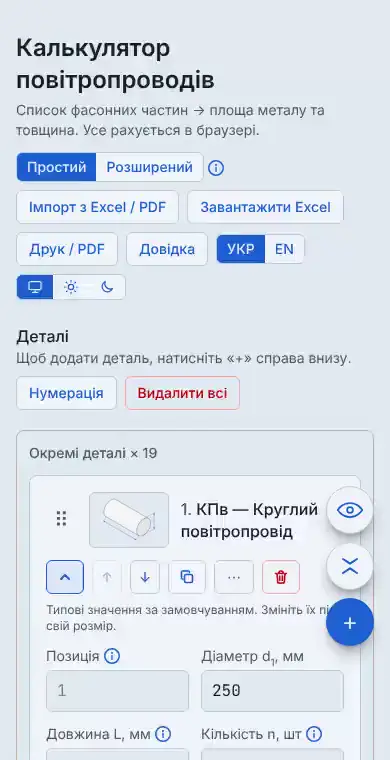 Калькулятор
повітропроводів
Список фасонних частин → площа металу та
товщина. Усе рахується в браузері.
Простий Розширений
Імпорт з Excel / PDF Завантажити Excel
Друк / PDF Довідка УКР EN
Деталі
Щоб додати деталь, натисніть «+» справа внизу.
Нумерація Видалити всі
Окремі деталі × 19
1. КПв — Круглий
повітропровід
Типові значення за замовчуванням. Змініть їх
свій розмір.
Позиція Діаметр d1, мм
1 250
Довжина L, мм Кількість n, шт